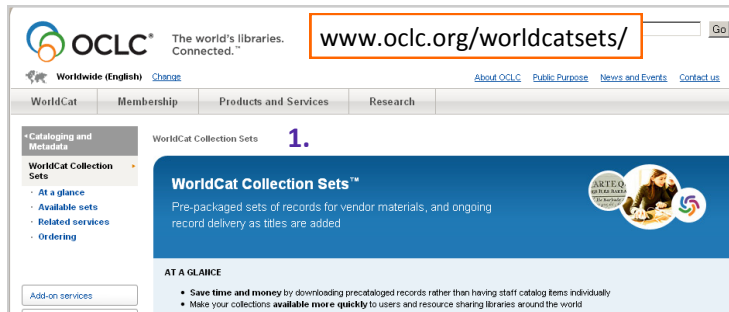 OCLC®
The world's libraries.
Connected.™
www.oclc.org/worldcatsets/
Go
Worldwide (English) Change
About OCLC Public Purpose News and Events Contact us
WorldCat Membership Products and Services Research
Cataloging and
Metadata
WorldCat Collection
Sets
At a glance
Available sets
Related services
Ordering
Add-on services
WorldCat Collection Sets 1.
WorldCat Collection Sets™
Pre-packaged sets of records for vendor materials, and ongoing
record delivery as titles are added
ARTE Q
AT A GLANCE
• Save time and money by downloading precataloged records rather than having staff catalog items individually
• Make your collections available more quickly to users and resource sharing libraries around the world